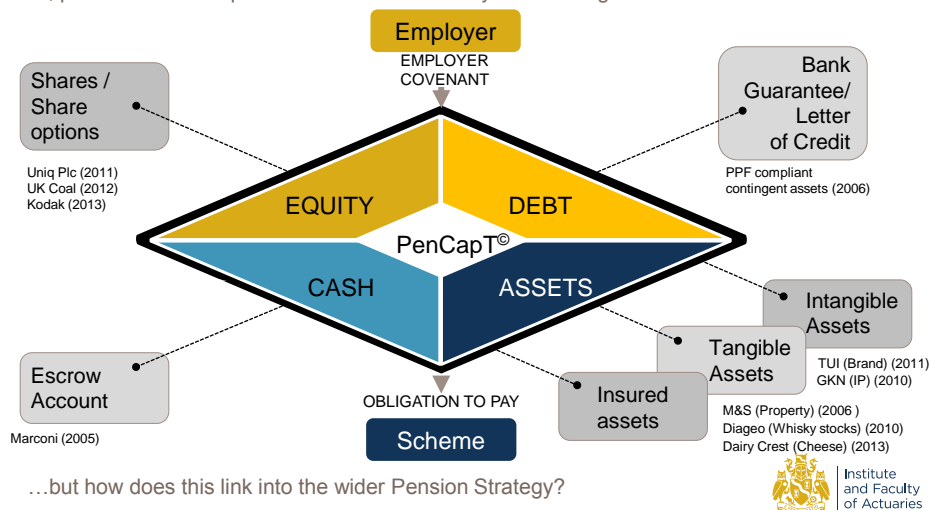 Employer
EMPLOYER
COVENANT
Shares /
Share
options
Uniq Plc (2011)
UK Coal (2012)
Kodak (2013)
Bank
Guarantee/
Letter
of Credit
PPF compliant
contingent assets (2006)
EQUITY
DEBT
PenCapT©
CASH
ASSETS
Intangible
Assets
TUI (Brand) (2011)
GKN (IP) (2010)
Tangible
Assets
M&S (Property) (2006 )
Diageo (Whisky stocks) (2010)
Dairy Crest (Cheese) (2013)
Insured
assets
Escrow
Account
Marconi (2005)
OBLIGATION TO PAY
Scheme
…but how does this link into the wider Pension Strategy?
Institute
and Faculty
of Actuaries